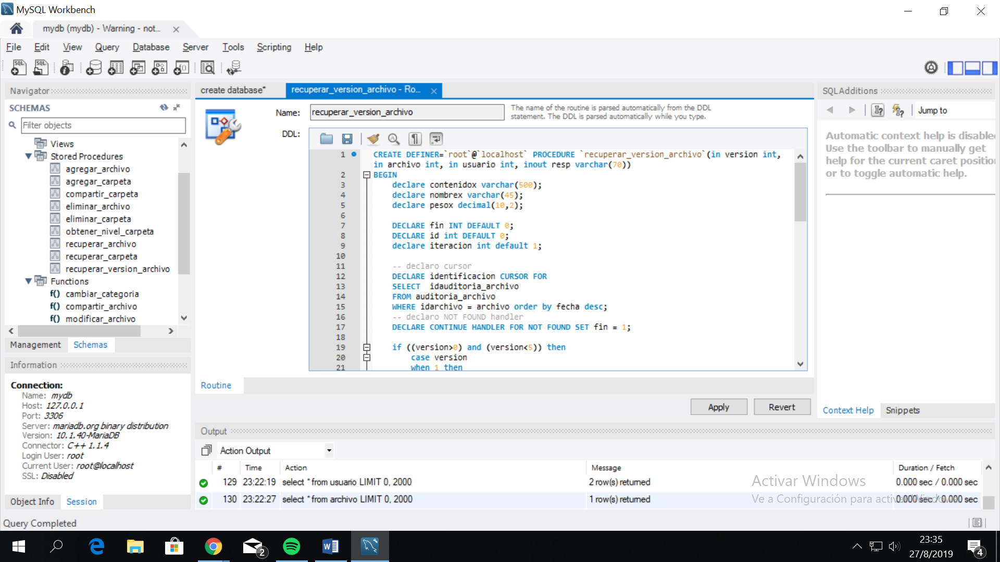 MySQL Workbench
mydb (mydb) - Warning - not...
File Edit View Query Database Server Tools Scripting Help
Navigator
SCHEMAS
Filter objects
Views
Stored Procedures
agregar_archivo
agregar_carpeta
compartir_carpeta
eliminar_archivo
eliminar_carpeta
obtener_nivel_carpeta
recuperar_archivo
recuperar_carpeta
recuperar_version_archivo
Functions
f() cambiar_categoria
f() compartir_archivo
f() modificar_archivo
Management Schemas
Information
Connection:
Name: mydb
Host: 127.0.0.1
Port: 3306
Server: mariadb.org binary distribution
Version: 10.1.40-MariaDB
Connector: C++ 1.1.4
Login User: root
Current User: root@localhost
SSL: Disabled
Object Info Session
Query Completed
create database* recuperar_version_archivo - Ro...
Name: recuperar_version_archivo
The name of the routine is parsed automatically from the DDL
statement. The DDL is parsed automatically while you type.
DDL:
1 CREATE DEFINER=`root`@`localhost` PROCEDURE `recuperar_version_archivo`(in version int,
in archivo int, in usuario int, inout resp varchar(70))
2 BEGIN
3 declare contenidox varchar(500);
4 declare nombrex varchar(45);
5 declare pesox decimal(10,2);
6
7 DECLARE fin INT DEFAULT 0;
8 DECLARE id int DEFAULT 0;
9 declare iteracion int default 1;
10
11 -- declaro cursor
12 DECLARE identificacion CURSOR FOR
13 SELECT idauditoria_archivo
14 FROM auditoria_archivo
15 WHERE idarchivo = archivo order by fecha desc;
16 -- declaro NOT FOUND handler
17 DECLARE CONTINUE HANDLER FOR NOT FOUND SET fin = 1;
18
19 if ((version>0) and (version<5)) then
20 case version
21 when 1 then
Routine
Apply Revert
SQLAdditions
Jump to
Automatic context help is disable
Use the toolbar to manually get
help for the current caret positio
or to toggle automatic help.
Context Help Snippets
Output
Action Output
# Time Action Message Duration / Fetch
129 23:22:19 select * from usuario LIMIT 0, 2000 2 row(s) returned 0.000 sec / 0.000 sec
130 23:22:27 select * from archivo LIMIT 0, 2000 1 row(s) returned 0.000 sec / 0.000 sec
Activar Windows
Ve a Configuración para activar Windows
2
23:35
27/8/2019
4